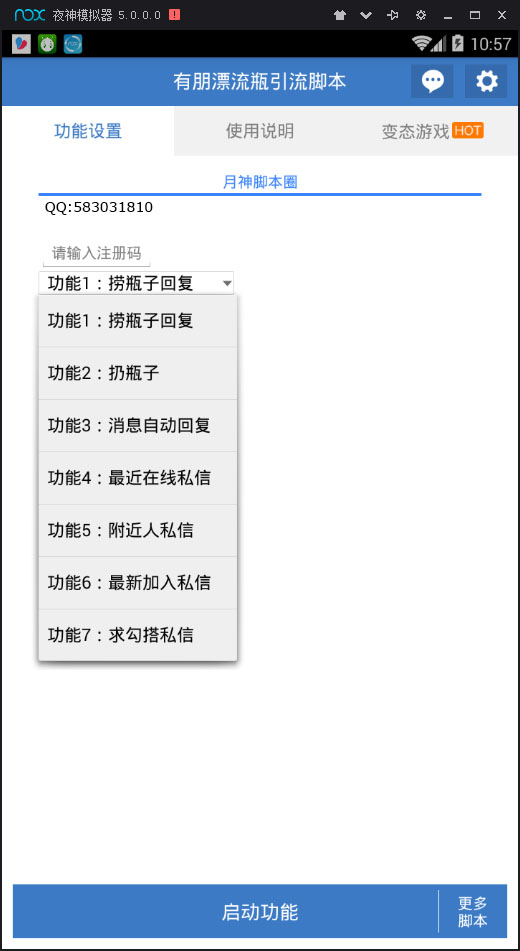 nox 夜神模拟器 5.0.0.0
10:57
有朋漂流瓶引流脚本
功能设置 使用说明 变态游戏 HOT
月神脚本圈
QQ:583031810
请输入注册码
功能1：捞瓶子回复
功能1：捞瓶子回复
功能2：扔瓶子
功能3：消息自动回复
功能4：最近在线私信
功能5：附近人私信
功能6：最新加入私信
功能7：求勾搭私信
启动功能 更多
脚本